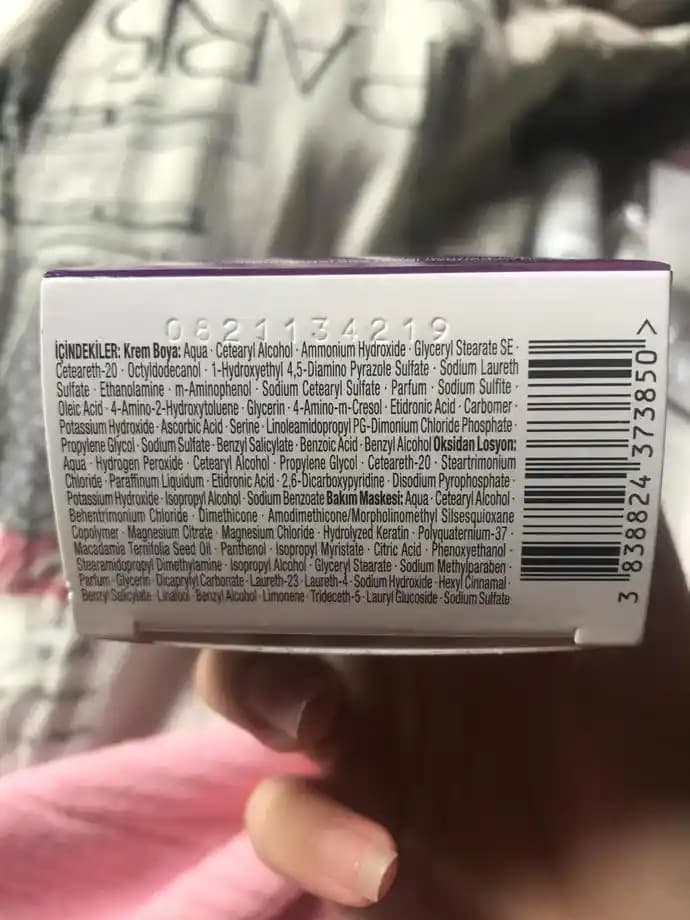 PARIS
0821134219
İÇİNDEKİLER: Krem Boya: Aqua · Cetearyl Alcohol · Ammonium Hydroxide · Glyceryl Stearate SE ·
Ceteareth-20 · Octyldodecanol · 1-Hydroxyethyl 4,5-Diamino Pyrazole Sulfate · Sodium Laureth
Sulfate · Ethanolamine · m-Aminophenol · Sodium Cetearyl Sulfate · Parfum · Sodium Sulfite ·
Oleic Acid · 4-Amino-2-Hydroxytoluene · Glycerin · 4-Amino-m-Cresol · Etidronic Acid · Carbomer ·
Potassium Hydroxide · Ascorbic Acid · Serine · Linoleamidopropyl PG-Dimonium Chloride Phosphate ·
Propylene Glycol · Sodium Sulfate · Benzyl Salicylate · Benzoic Acid · Benzyl Alcohol Oksidan Losyon:
Aqua · Hydrogen Peroxide · Cetearyl Alcohol · Propylene Glycol · Ceteareth-20 · Steartrimonium
Chloride · Paraffinum Liquidum · Etidronic Acid · 2,6-Dicarboxypyridine · Disodium Pyrophosphate ·
Potassium Hydroxide · Isopropyl Alcohol · Sodium Benzoate Bakım Maskesi: Aqua · Cetearyl Alcohol ·
Behentrimonium Chloride · Dimethicone · Amodimethicone/Morpholinomethyl Silsesquioxane
Copolymer · Magnesium Citrate · Magnesium Chloride · Hydrolyzed Keratin · Polyquaternium-37 ·
Macadamia Ternifolia Seed Oil · Panthenol · Isopropyl Myristate · Citric Acid · Phenoxyethanol ·
Stearamidopropyl Dimethylamine · Isopropyl Alcohol · Glyceryl Stearate · Sodium Methylparaben ·
Parfum · Glycerin · Dicaprylyl Carbonate · Laureth-23 · Laureth-4 · Sodium Hydroxide · Hexyl Cinnamal ·
Benzyl Salicylate · Linalool · Benzyl Alcohol · Limonene · Trideceth-5 · Lauryl Glucoside · Sodium Sulfate
3 838824 373850 >